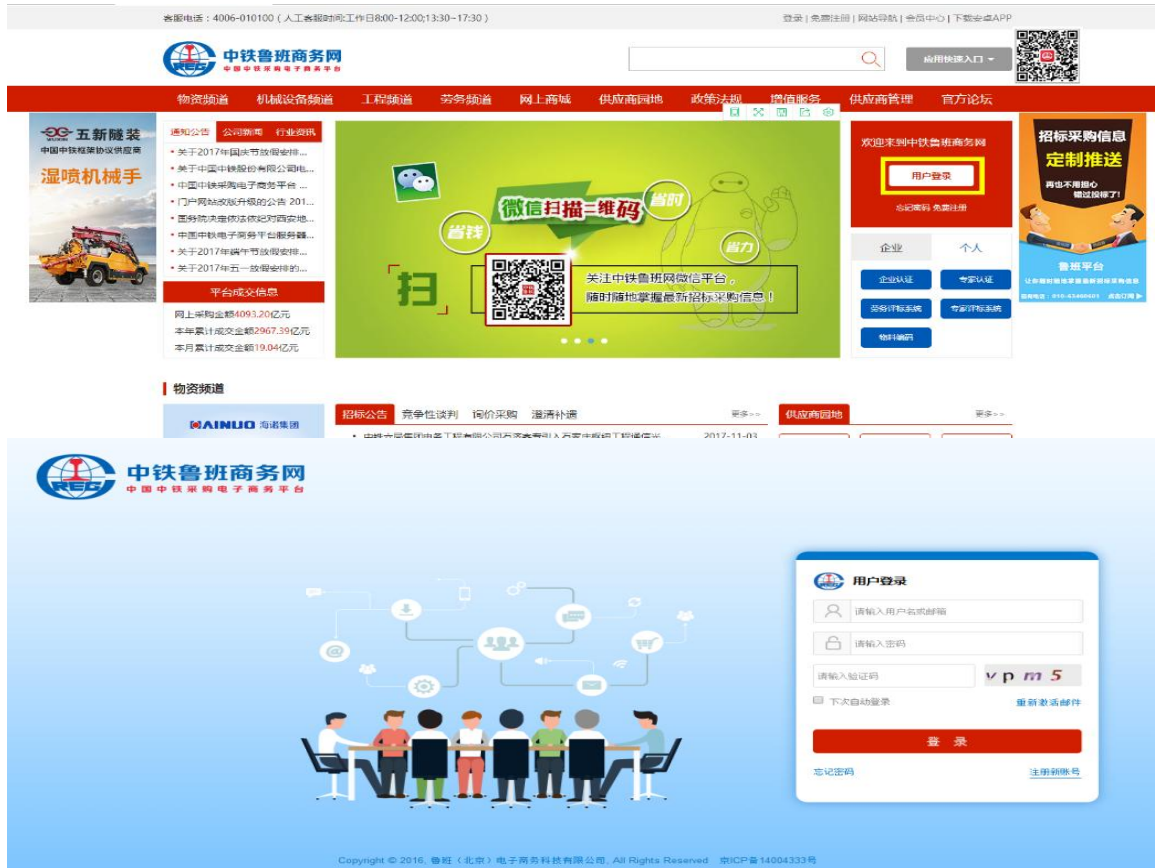 客服电话：4006-010100（人工客服时间:工作日8:00-12:00;13:30-17:30）
登录 | 免费注册 | 网站导航 | 会员中心 | 下载安卓APP
中铁鲁班商务网
中国中铁采购电子商务平台
应用快速入口
物资频道 机械设备频道 工程频道 劳务频道 网上商城 供应商园地 政策法规 增值服务 供应商管理 官方论坛
五新隧装
中国中铁框架协议供应商
湿喷机械手
通知公告 公司新闻 行业资讯
• 关于2017年国庆节放假安排...
• 关于中国中铁股份有限公司电...
• 中国中铁采购电子商务平台 ...
• 门户网站改版升级的公告 201...
• 国务院决定依法依纪对西安地...
• 中国中铁电子商务平台服务器...
• 关于2017年端午节放假安排...
• 关于2017年五一放假安排的...
平台成交信息
网上采购金额4093.20亿元
本年累计成交金额2967.39亿元
本月累计成交金额19.04亿元
微信扫描二维码
省时
省钱
省力
扫
关注中铁鲁班网微信平台，
随时随地掌握最新招标采购信息！
欢迎来到中铁鲁班商务网
用户登录
忘记密码 免费注册
企业 个人
企业认证 专家认证
劳务评标系统 专家评标系统
物料编码
招标采购信息
定制推送
再也不用担心
错过投标了!
鲁班平台
让你随时随地掌握最新招标采购信息
点击订阅
物资频道
HAINUO 海诺集团
招标公告 竞争性谈判 询价采购 澄清补遗 更多>>
供应商园地 更多>>
2017-11-03
中铁鲁班商务网
中国中铁采购电子商务平台
CREG
用户登录
请输入用户名或邮箱
请输入密码
请输入验证码
v p m 5
下次自动登录 重新激活邮件
登 录
忘记密码 注册新账号
Copyright © 2016, 鲁班（北京）电子商务科技有限公司. All Rights Reserved 京ICP备14004333号